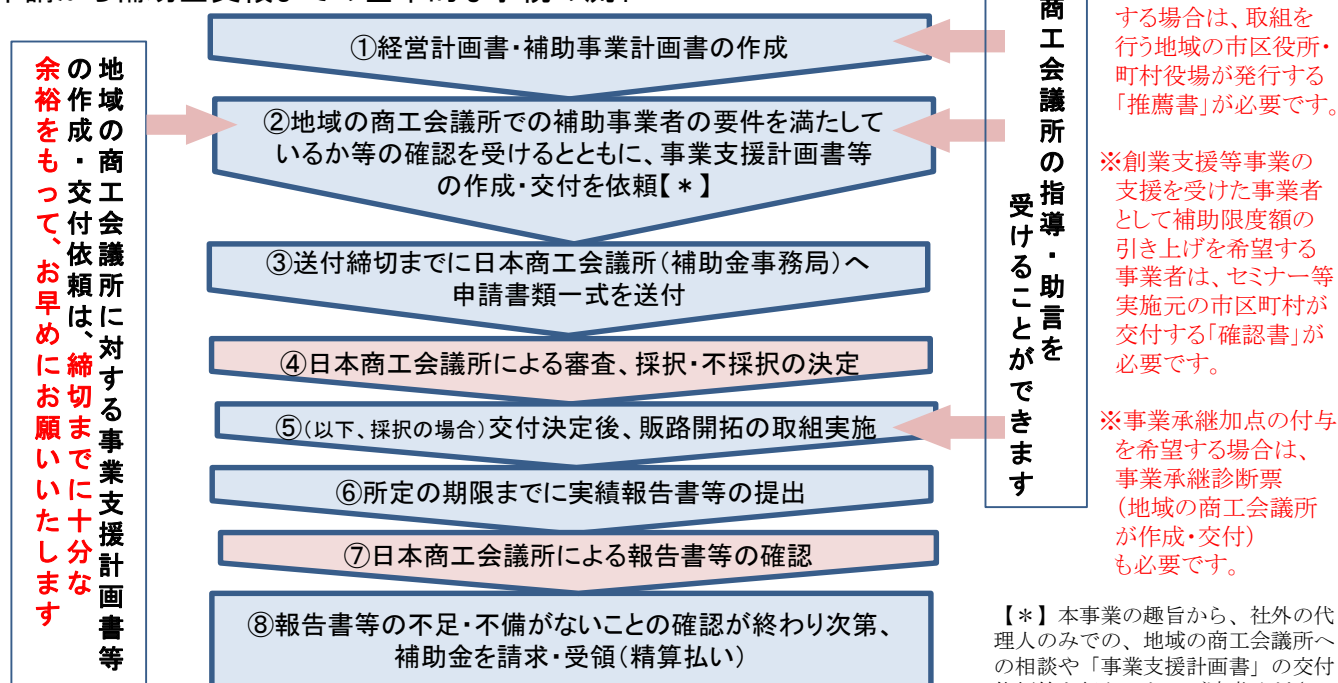 ①経営計画書・補助事業計画書の作成
②地域の商工会議所での補助事業者の要件を満たして
いるか等の確認を受けるとともに、事業支援計画書等
の作成・交付を依頼【＊】
③送付締切までに日本商工会議所（補助金事務局）へ
申請書類一式を送付
④日本商工会議所による審査、採択・不採択の決定
⑤（以下、採択の場合）交付決定後、販路開拓の取組実施
⑥所定の期限までに実績報告書等の提出
⑦日本商工会議所による報告書等の確認
⑧報告書等の不足・不備がないことの確認が終わり次第、
補助金を請求・受領（精算払い）
地域の商工会議所に対する事業支援計画書等
の作成・交付依頼は、締切までに十分な
余裕をもって、お早めにお願いいたします
商工会議所の指導・助言を
受けることができます
する場合は、取組を
行う地域の市区役所・
町村役場が発行する
「推薦書」が必要です。
※創業支援等事業の
支援を受けた事業者
として補助限度額の
引き上げを希望する
事業者は、セミナー等
実施元の市区町村が
交付する「確認書」が
必要です。
※事業承継加点の付与
を希望する場合は、
事業承継診断票
（地域の商工会議所
が作成・交付）
も必要です。
【＊】本事業の趣旨から、社外の代
理人のみでの、地域の商工会議所へ
の相談や「事業支援計画書」の交付